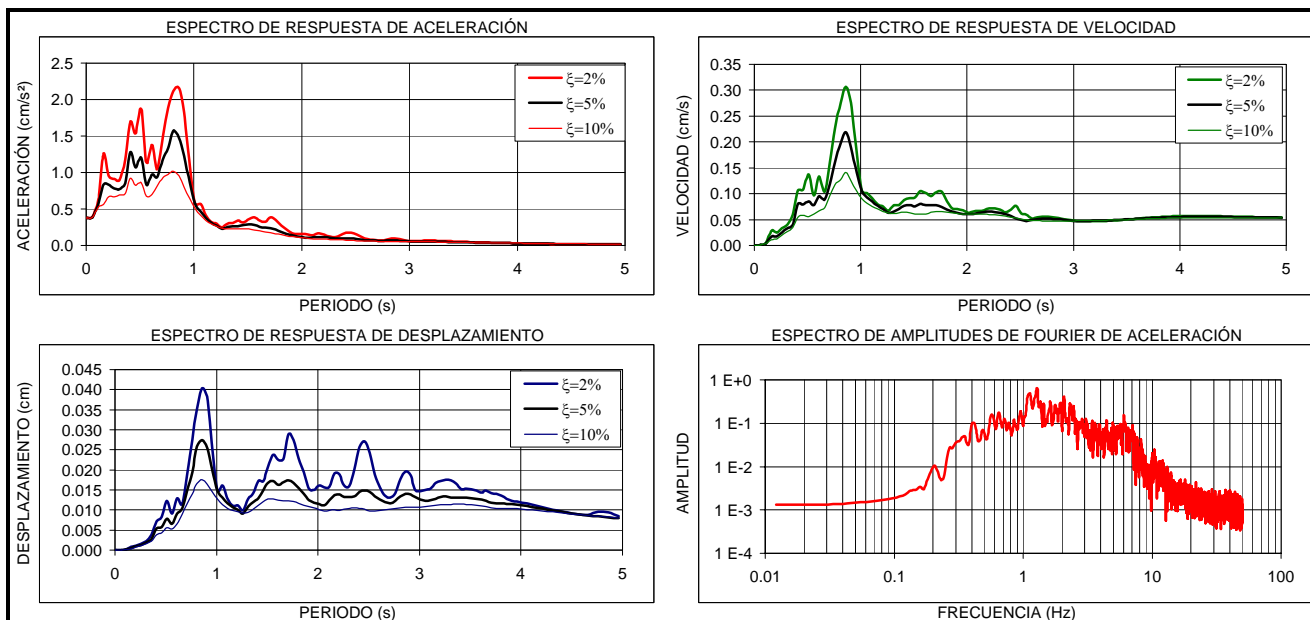 ESPECTRO DE RESPUESTA DE ACELERACIÓN
ACELERACIÓN (cm/s²)
2.5
2.0
1.5
1.0
0.5
0.0
0 1 2 3 4 5
PERIODO (s)
ξ=2%
ξ=5%
ξ=10%
ESPECTRO DE RESPUESTA DE VELOCIDAD
VELOCIDAD (cm/s)
0.35
0.30
0.25
0.20
0.15
0.10
0.05
0.00
0 1 2 3 4 5
PERIODO (s)
ξ=2%
ξ=5%
ξ=10%
ESPECTRO DE RESPUESTA DE DESPLAZAMIENTO
DESPLAZAMIENTO (cm)
0.045
0.040
0.035
0.030
0.025
0.020
0.015
0.010
0.005
0.000
0 1 2 3 4 5
PERIODO (s)
ξ=2%
ξ=5%
ξ=10%
ESPECTRO DE AMPLITUDES DE FOURIER DE ACELERACIÓN
AMPLITUD
1 E+0
1 E-1
1 E-2
1 E-3
1 E-4
0.01 0.1 1 10 100
FRECUENCIA (Hz)